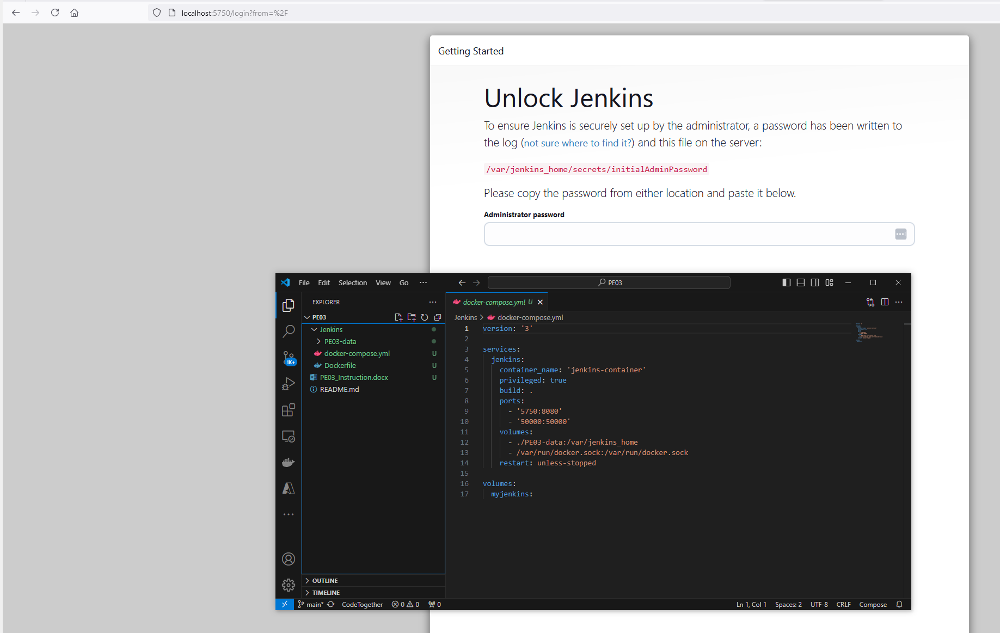 localhost:5750/login?from=%2F
Getting Started
Unlock Jenkins
To ensure Jenkins is securely set up by the administrator, a password has been written to
the log (not sure where to find it?) and this file on the server:
/var/jenkins_home/secrets/initialAdminPassword
Please copy the password from either location and paste it below.
Administrator password
File Edit Selection View Go ··· PE03
EXPLORER
PE03
Jenkins
PE03-data
docker-compose.yml U
Dockerfile U
PE03_Instruction.docx U
README.md
1K+
OUTLINE
TIMELINE
docker-compose.yml U
Jenkins > docker-compose.yml
1 version: '3'
2
3 services:
4 jenkins:
5 container_name: 'jenkins-container'
6 privileged: true
7 build: .
8 ports:
9 - '5750:8080'
10 - '50000:50000'
11 volumes:
12 - ./PE03-data:/var/jenkins_home
13 - /var/run/docker.sock:/var/run/docker.sock
14 restart: unless-stopped
15
16 volumes:
17 myjenkins:
main* CodeTogether 0 0 0 Ln 1, Col 1 Spaces: 2 UTF-8 CRLF Compose